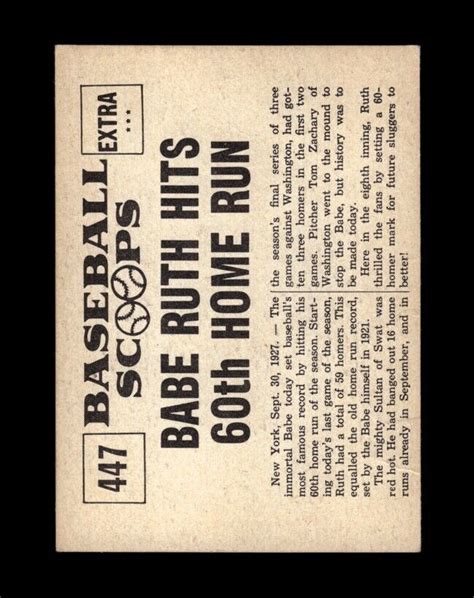 447
BASEBALL
SCOOPS
EXTRA
...
BABE RUTH HITS
60th HOME RUN
New York, Sept. 30, 1927. — The
immortal Babe today set baseball's
most famous record by hitting his
60th home run of the season. Start-
ing today's last game of the season,
Ruth had a total of 59 homers. This
equalled the old home run record,
set by the Babe himself in 1921.
The mighty Sultan of Swat was
red hot. He had banged out 16 home
runs already in September, and in
the season's final series of three
games against Washington, had got-
ten three homers in the first two
games. Pitcher Tom Zachary of
Washington went to the mound to
stop the Babe, but history was to
be made today.
Here in the eighth inning, Ruth
thrilled the fans by setting a 60-
homer mark for future sluggers to
better!